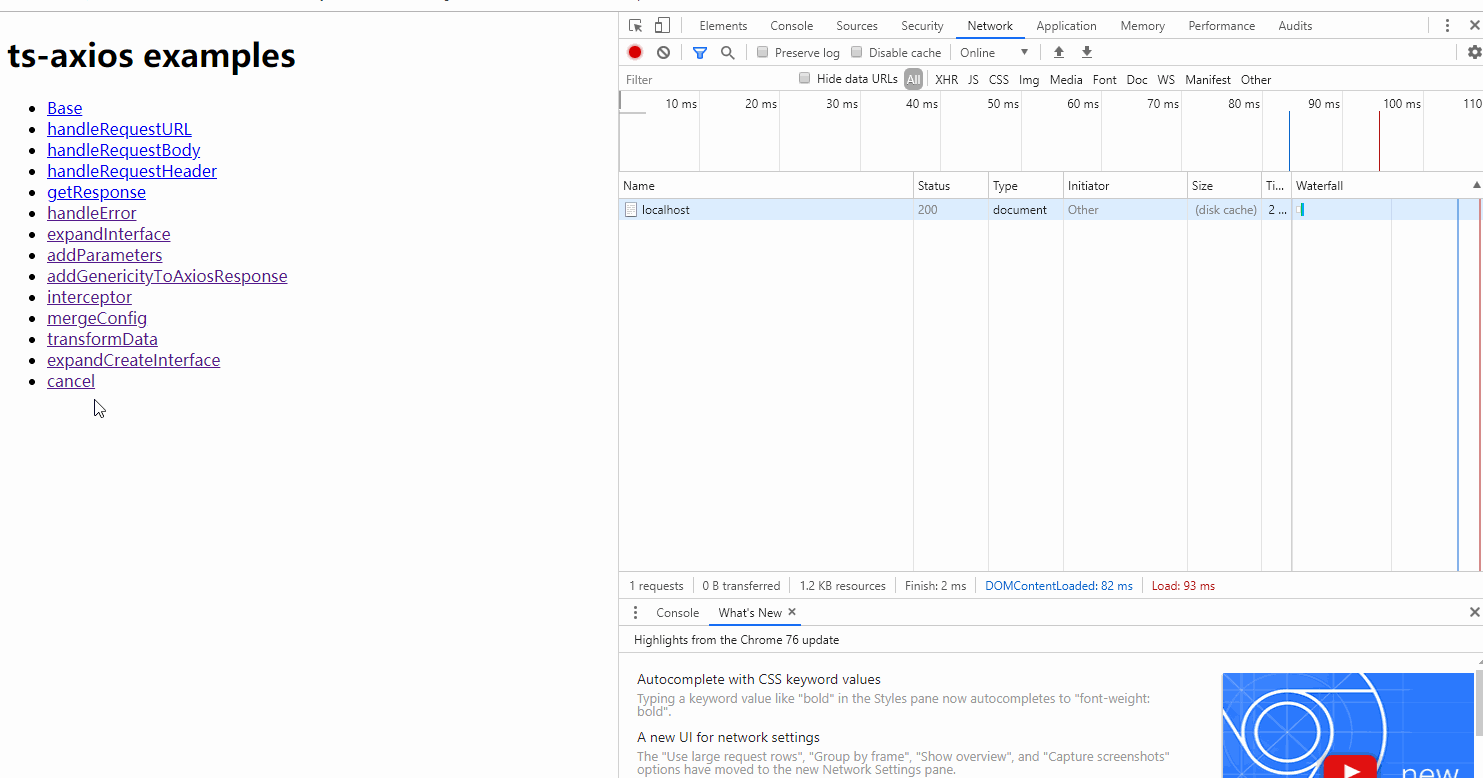 ts-axios examples
Base
handleRequestURL
handleRequestBody
handleRequestHeader
getResponse
handleError
expandInterface
addParameters
addGenericityToAxiosResponse
interceptor
mergeConfig
transformData
expandCreateInterface
cancel
Elements Console Sources Security Network Application Memory Performance Audits
Preserve log Disable cache Online
Filter Hide data URLs All XHR JS CSS Img Media Font Doc WS Manifest Other
10 ms 20 ms 30 ms 40 ms 50 ms 60 ms 70 ms 80 ms 90 ms 100 ms 110
Name Status Type Initiator Size Ti... Waterfall
localhost 200 document Other (disk cache) 2 ...
1 requests 0 B transferred 1.2 KB resources Finish: 2 ms DOMContentLoaded: 82 ms Load: 93 ms
Console What's New
Highlights from the Chrome 76 update
Autocomplete with CSS keyword values
Typing a keyword value like "bold" in the Styles pane now autocompletes to "font-weight:
bold".
A new UI for network settings
The "Use large request rows", "Group by frame", "Show overview", and "Capture screenshots"
options have moved to the new Network Settings pane.
new